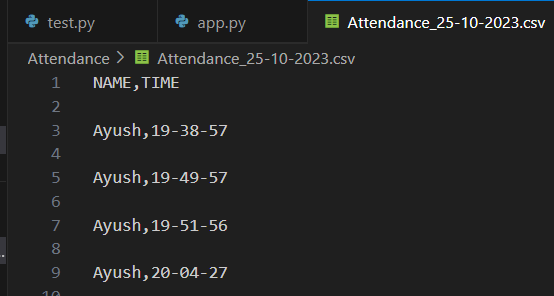 test.py app.py Attendance_25-10-2023.csv
Attendance > Attendance_25-10-2023.csv
1 NAME,TIME
2
3 Ayush,19-38-57
4
5 Ayush,19-49-57
6
7 Ayush,19-51-56
8
9 Ayush,20-04-27